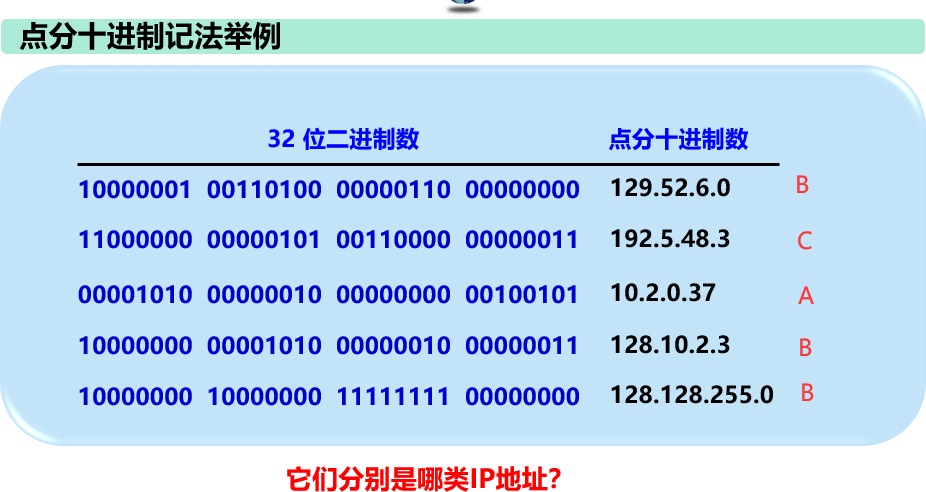 点分十进制记法举例
32 位二进制数 点分十进制数
10000001 00110100 00000110 00000000 129.52.6.0 B
11000000 00000101 00110000 00000011 192.5.48.3 C
00001010 00000010 00000000 00100101 10.2.0.37 A
10000000 00001010 00000010 00000011 128.10.2.3 B
10000000 10000000 11111111 00000000 128.128.255.0 B
它们分别是哪类IP地址？